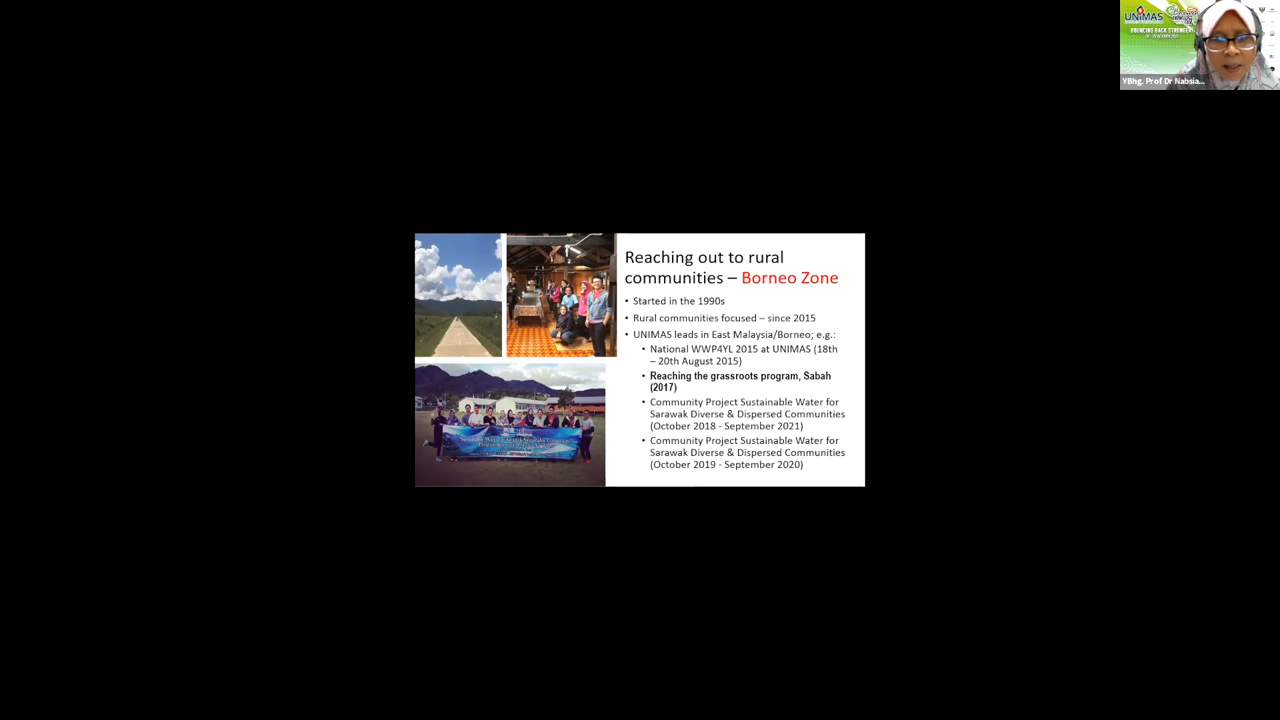 UNIMAS
BOUNCING BACK STRONGER
YBhg. Prof Dr Nabsia...
Reaching out to rural
communities – Borneo Zone
• Started in the 1990s
• Rural communities focused – since 2015
• UNIMAS leads in East Malaysia/Borneo; e.g.:
• National WWP4YL 2015 at UNIMAS (18th
– 20th August 2015)
• Reaching the grassroots program, Sabah
(2017)
• Community Project Sustainable Water for
Sarawak Diverse & Dispersed Communities
(October 2018 - September 2021)
• Community Project Sustainable Water for
Sarawak Diverse & Dispersed Communities
(October 2019 - September 2020)